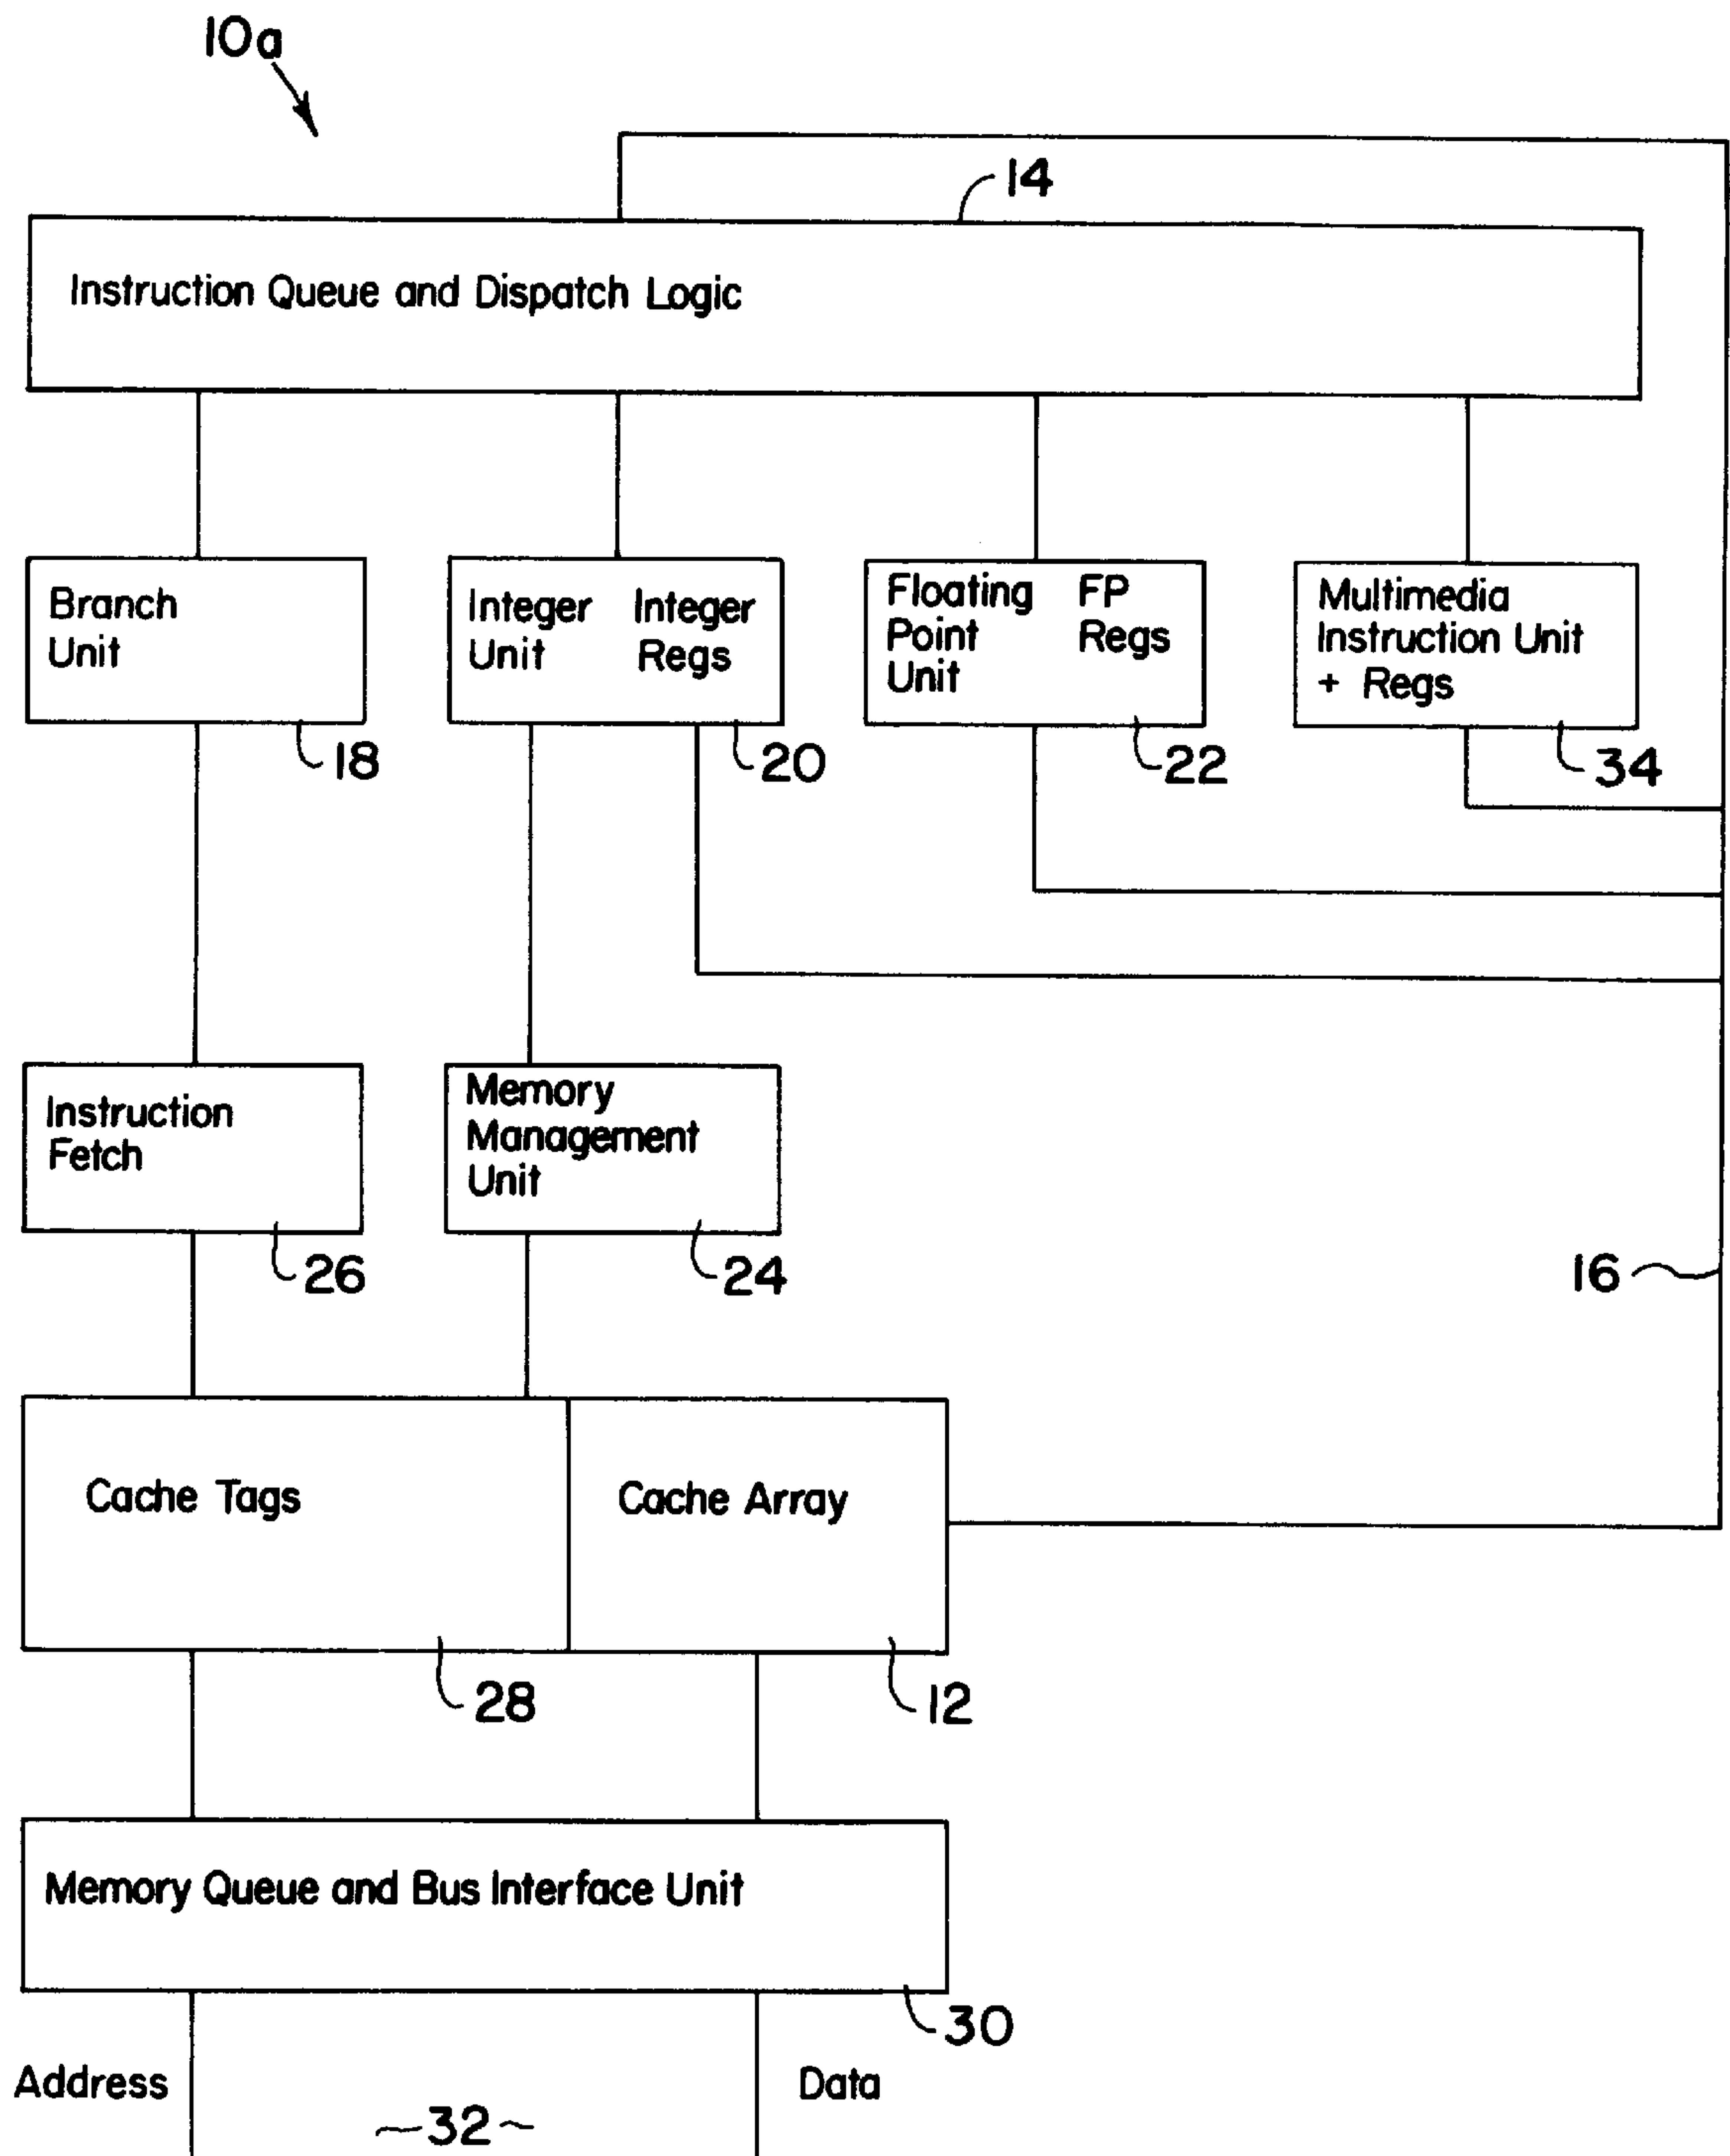 10a
14
Instruction Queue and Dispatch Logic
Branch
Unit
18
Integer Integer
Unit Regs
20
Floating FP
Point Regs
Unit
22
Multimedia
Instruction Unit
+ Regs
34
Instruction
Fetch
26
Memory
Management
Unit
24
16
Cache Tags
28
Cache Array
12
Memory Queue and Bus Interface Unit
30
Address
32
Data